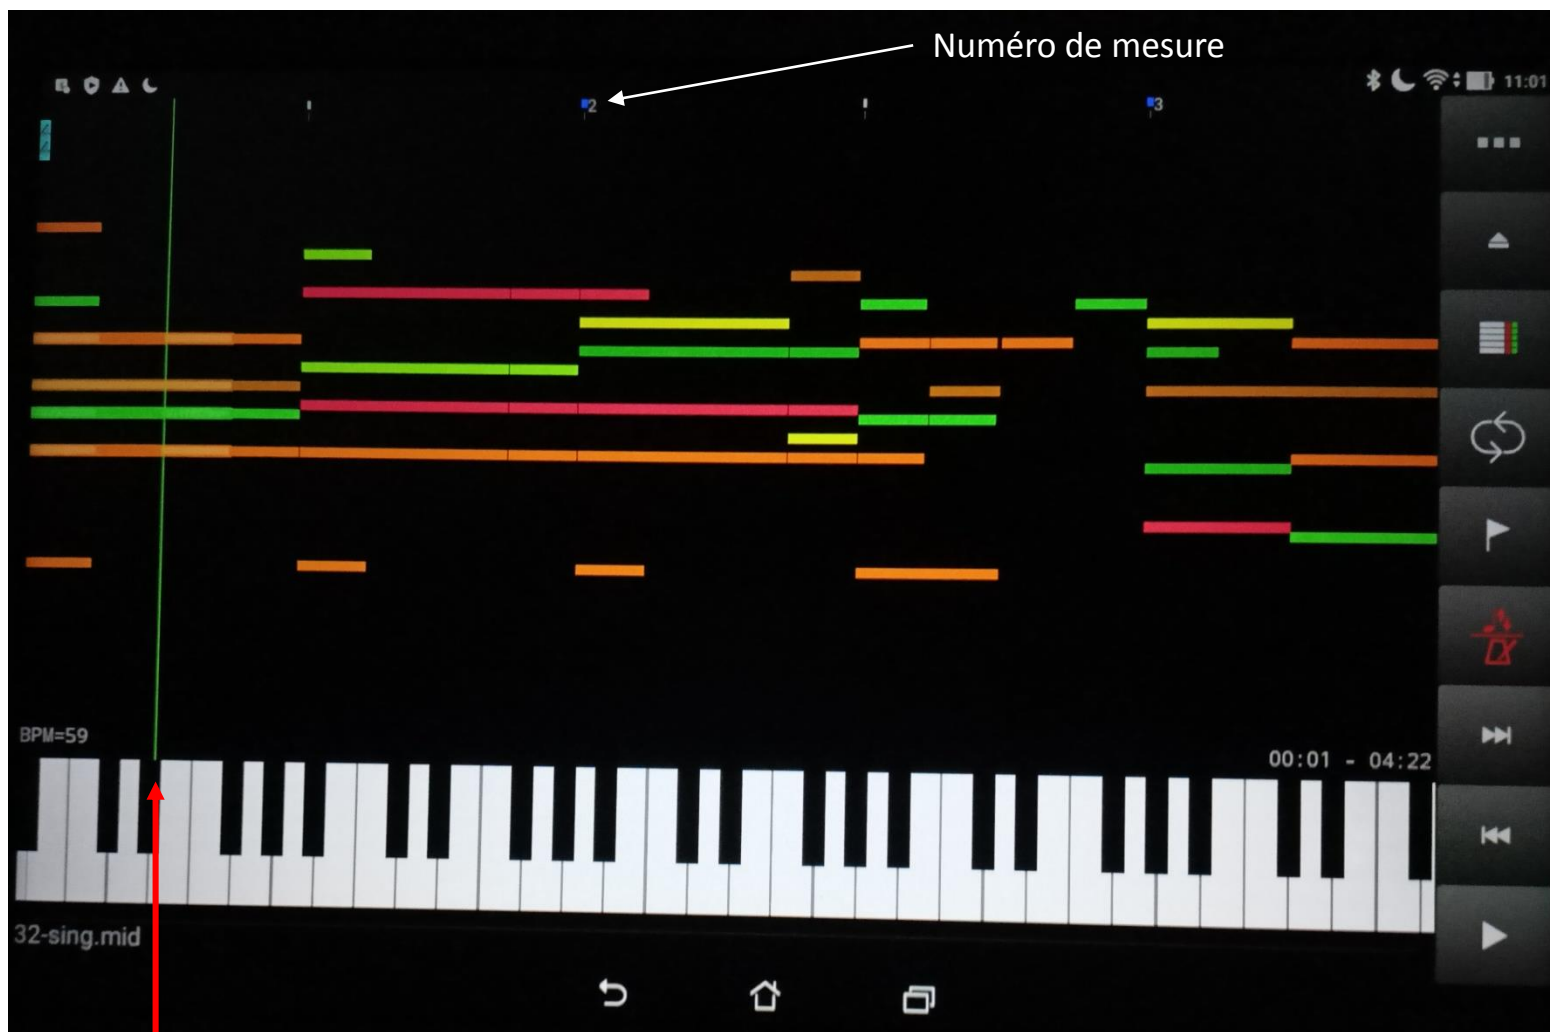 Numéro de mesure
11:01
2
3
BPM=59
00:01 - 04:22
32-sing.mid